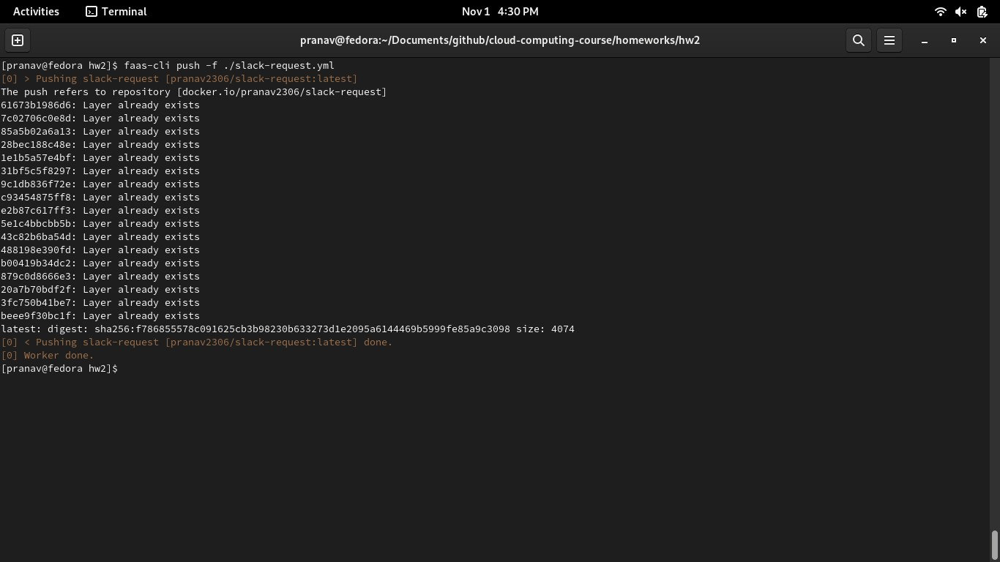 Activities Terminal Nov 1 4:30 PM
pranav@fedora:~/Documents/github/cloud-computing-course/homeworks/hw2
[pranav@fedora hw2]$ faas-cli push -f ./slack-request.yml
[0] > Pushing slack-request [pranav2306/slack-request:latest]
The push refers to repository [docker.io/pranav2306/slack-request]
61673b1986d6: Layer already exists
7c02706c0e8d: Layer already exists
85a5b02a6a13: Layer already exists
28bec188c48e: Layer already exists
1e1b5a57e4bf: Layer already exists
31bf5c5f8297: Layer already exists
9c1db836f72e: Layer already exists
c93454875ff8: Layer already exists
e2b87c617ff3: Layer already exists
5e1c4bbcbb5b: Layer already exists
43c82b6ba54d: Layer already exists
488198e390fd: Layer already exists
b00419b34dc2: Layer already exists
879c0d8666e3: Layer already exists
20a7b70bdf2f: Layer already exists
3fc750b41be7: Layer already exists
beee9f30bc1f: Layer already exists
latest: digest: sha256:f786855578c091625cb3b98230b633273d1e2095a6144469b5999fe85a9c3098 size: 4074
[0] < Pushing slack-request [pranav2306/slack-request:latest] done.
[0] Worker done.
[pranav@fedora hw2]$